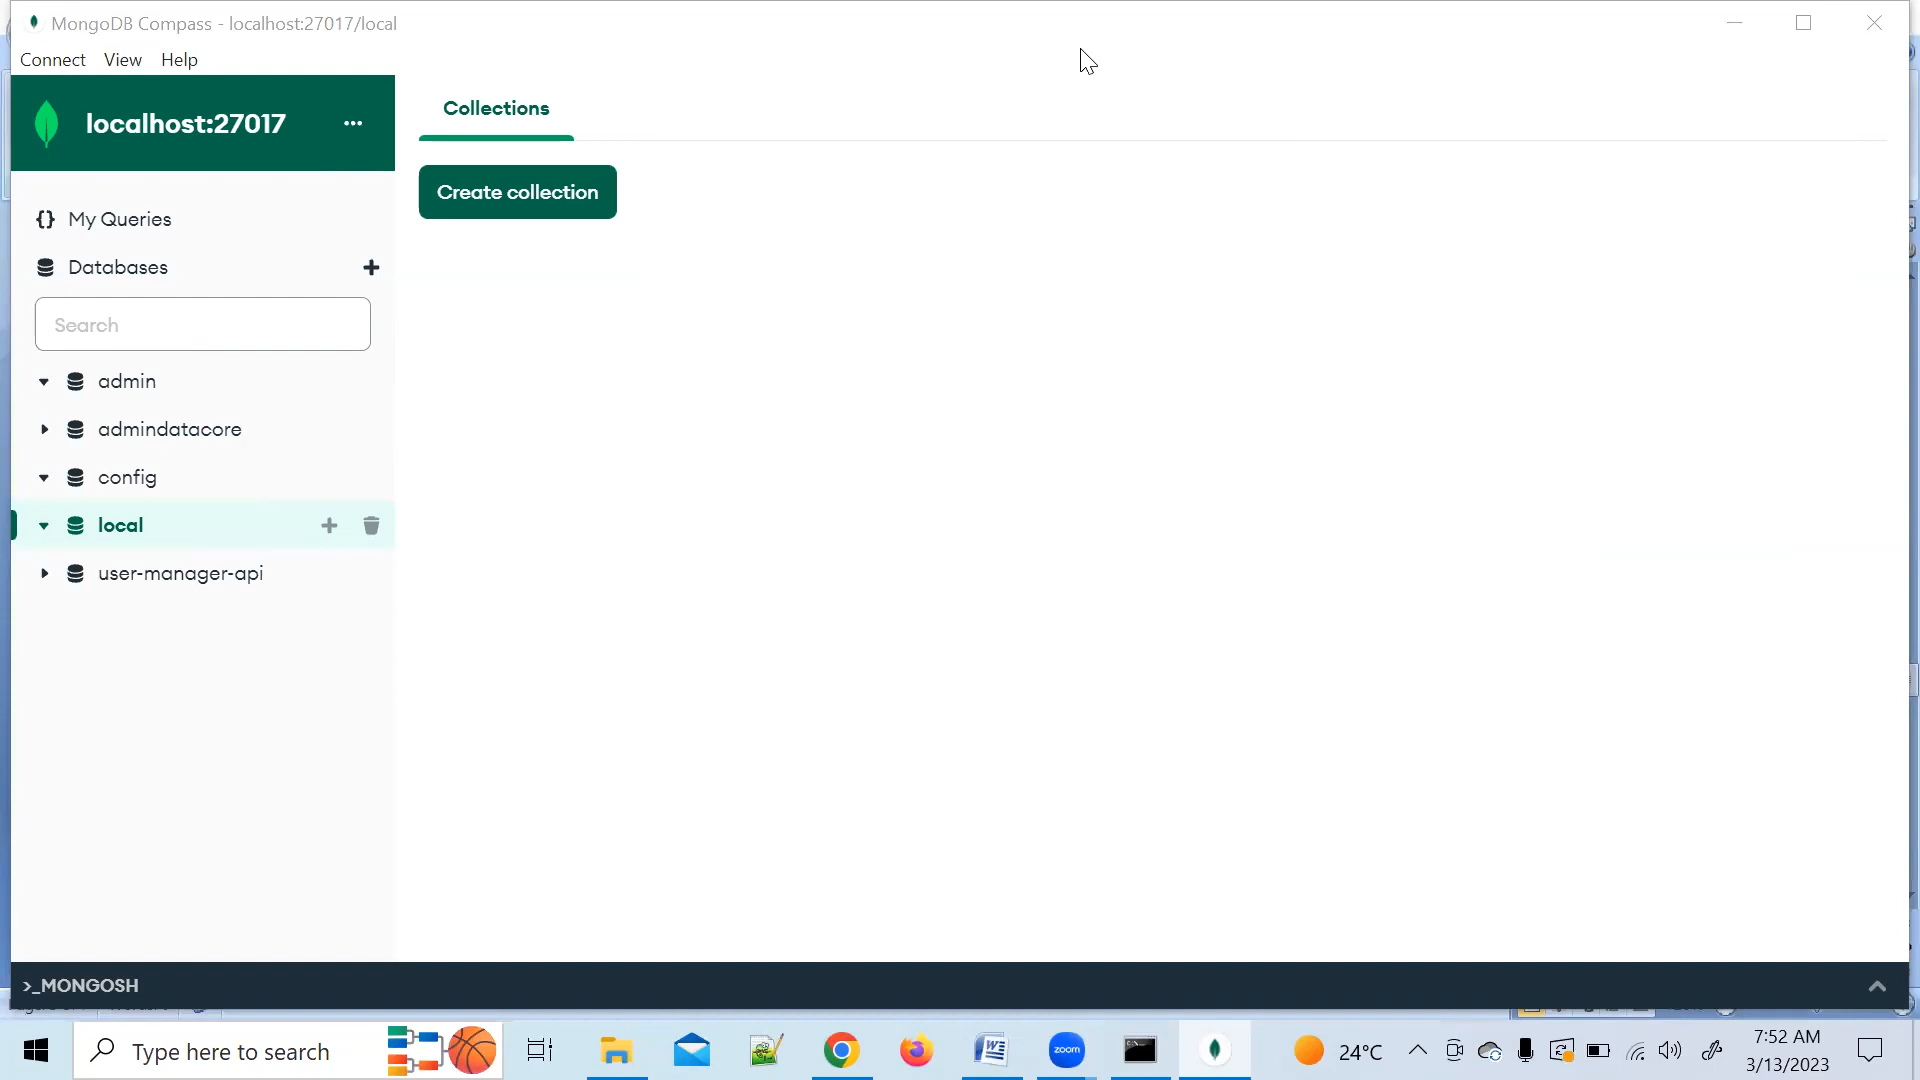 MongoDB Compass - localhost:27017/local
Connect View Help
localhost:27017 ...
Collections
Create collection
{} My Queries
Databases +
Search
admin
admindatacore
config
local +
user-manager-api
>_MONGOSH
Type here to search
zoom
24°C
7:52 AM
3/13/2023